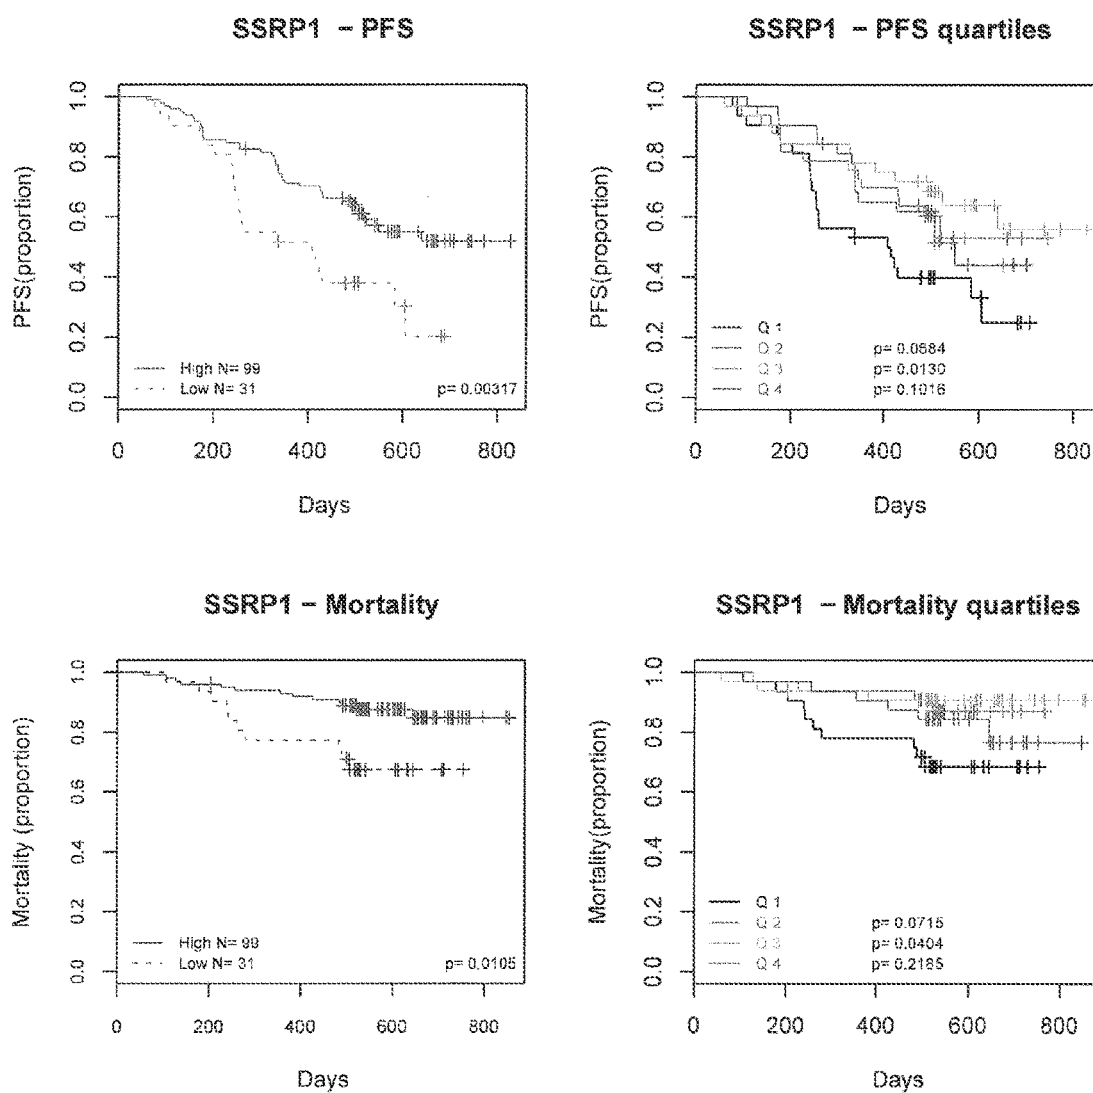 SSRP1 – PFS
PFS(proportion)
1.0
0.8
0.6
0.4
0.2
0.0
High N= 99
Low N= 31
p= 0.00317
0 200 400 600 800
Days
SSRP1 – PFS quartiles
PFS(proportion)
1.0
0.8
0.6
0.4
0.2
0.0
Q 1
Q 2
p= 0.0684
Q 3
p= 0.0130
Q 4
p= 0.1016
0 200 400 600 800
Days
SSRP1 – Mortality
Mortality (proportion)
1.0
0.8
0.6
0.4
0.2
0.0
High N= 99
Low N= 31
p= 0.0105
0 200 400 600 800
Days
SSRP1 – Mortality quartiles
Mortality(proportion)
1.0
0.8
0.6
0.4
0.2
0.0
Q 1
Q 2
p= 0.0715
Q 3
p= 0.0404
Q 4
p= 0.2185
0 200 400 600 800
Days